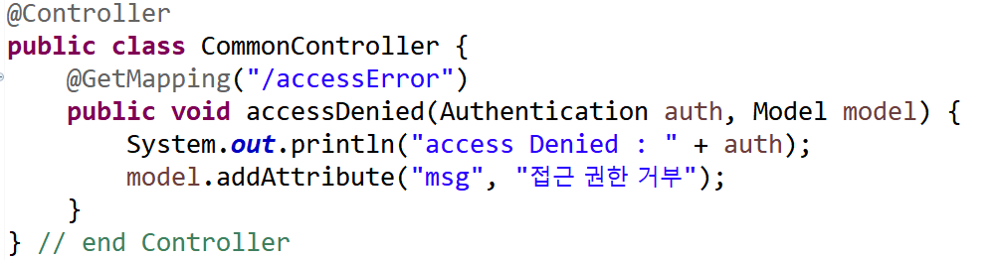 @Controller
public class CommonController {
    @GetMapping("/accessError")
    public void accessDenied(Authentication auth, Model model) {
        System.out.println("access Denied : " + auth);
        model.addAttribute("msg", "접근 권한 거부");
    }
} // end Controller